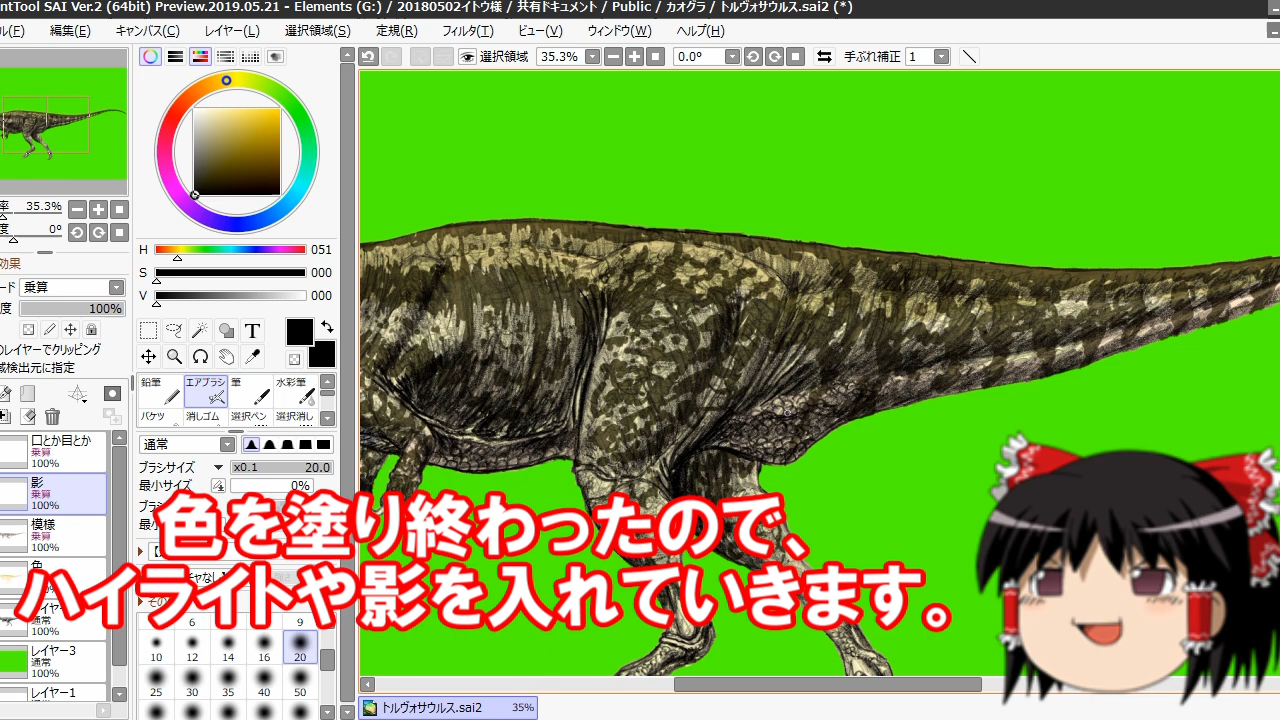 ntTool SAI Ver.2 (64bit) Preview.2019.05.21 - Elements (G:) / 20180502イトウ様 / 共有ドキュメント / Public / カオグラ / トルヴォサウルス.sai2 (*)
ル(F) 編集(E) キャンバス(C) レイヤー(L) 選択領域(S) 定規(R) フィルタ(T) ビュー(V) ウィンドウ(W) ヘルプ(H)
選択領域 35.3% 0.0° 手ぶれ補正 1
率 35.3%
度 0°
効果
ード 乗算
度 100%
のレイヤーでクリッピング
域検出元に指定
H 051
S 000
V 000
T
鉛筆 エアブラシ 筆 水彩筆
バケツ 消しゴム 選択ペン 選択消し
通常
ブラシサイズ x0.1 20.0
最小サイズ 0%
口とか目とか
乗算
100%
影
乗算
100%
模様
乗算
100%
色
通常
100%
レイヤー3
通常
100%
レイヤー1
6 9
10 12 14 16 20
25 30 35 40 50
色を塗り終わったので、
ハイライトや影を入れていきます。
トルヴォサウルス.sai2 35%